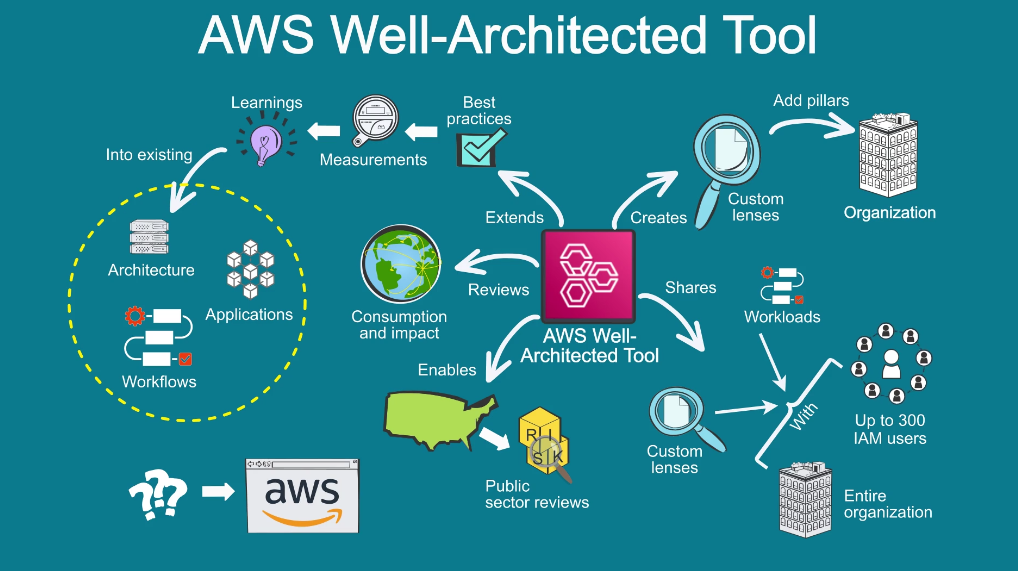 AWS Well-Architected Tool
Learnings
Best
practices
Measurements
Into existing
Architecture
Applications
Workflows
Extends
Creates
Custom
lenses
Add pillars
Organization
Reviews
Consumption
and impact
AWS Well-
Architected Tool
Shares
Workloads
Enables
Custom
lenses
With
Up to 300
IAM users
Entire
organization
RISK
Public
sector reviews
???
aws